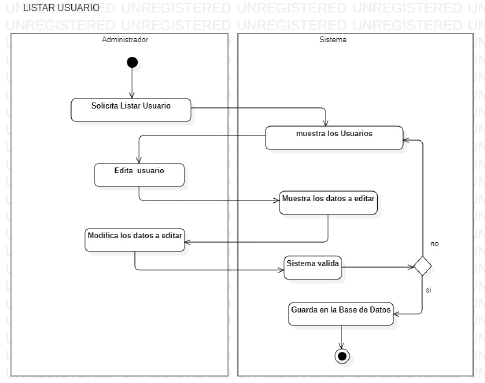 LISTAR USUARIO
UNREGISTERED UNREGISTERED UNREGISTERED UNREGISTERED
Administrador
Sistema
Solicita Listar Usuario
muestra los Usuarios
Edita usuario
Muestra los datos a editar
Modifica los datos a editar
no
Sistema valida
si
Guarda en la Base de Datos